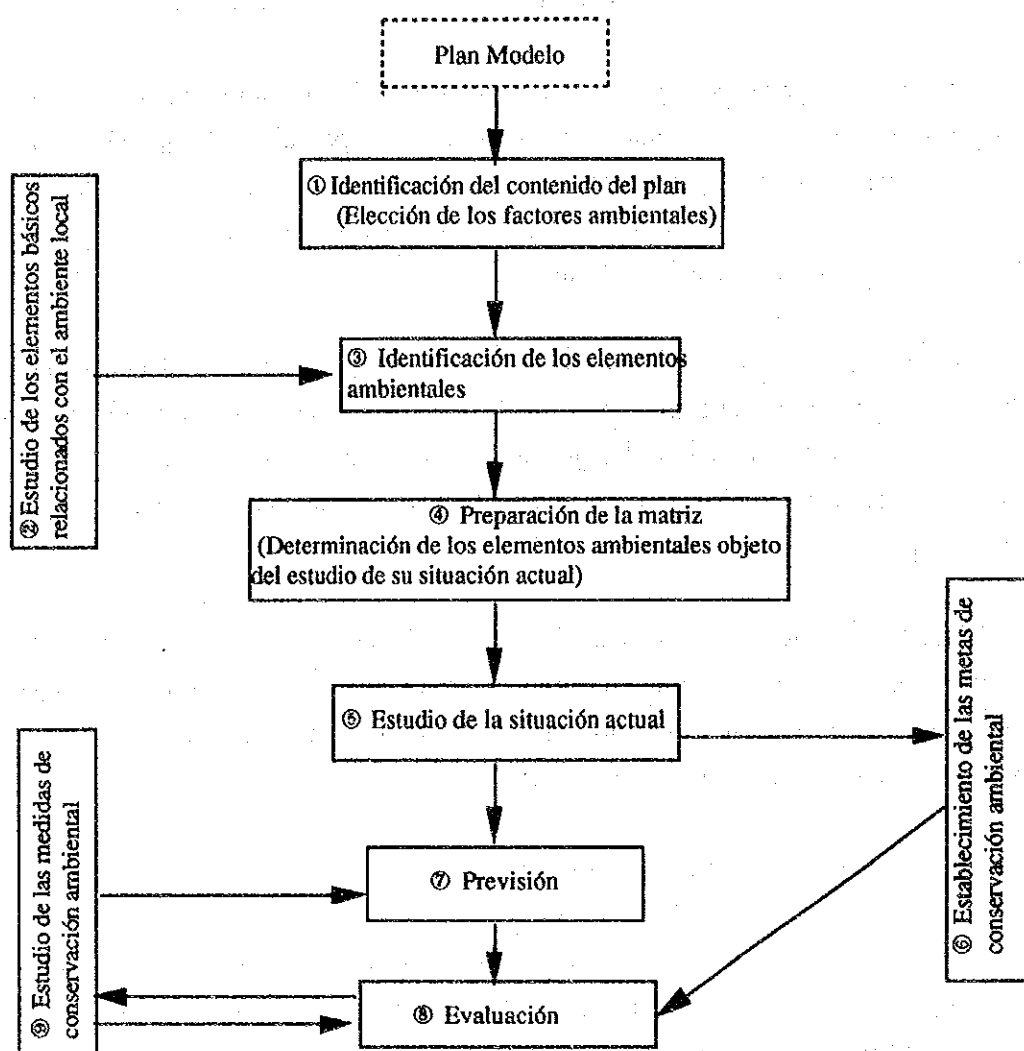 Plan Modelo
① Identificación del contenido del plan
(Elección de los factores ambientales)
② Estudio de los elementos básicos
relacionados con el ambiente local
③ Identificación de los elementos
ambientales
④ Preparación de la matriz
(Determinación de los elementos ambientales objeto
del estudio de su situación actual)
⑤ Estudio de la situación actual
⑥ Establecimiento de las metas de
conservación ambiental
⑦ Previsión
⑧ Evaluación
⑨ Estudio de las medidas de
conservación ambiental